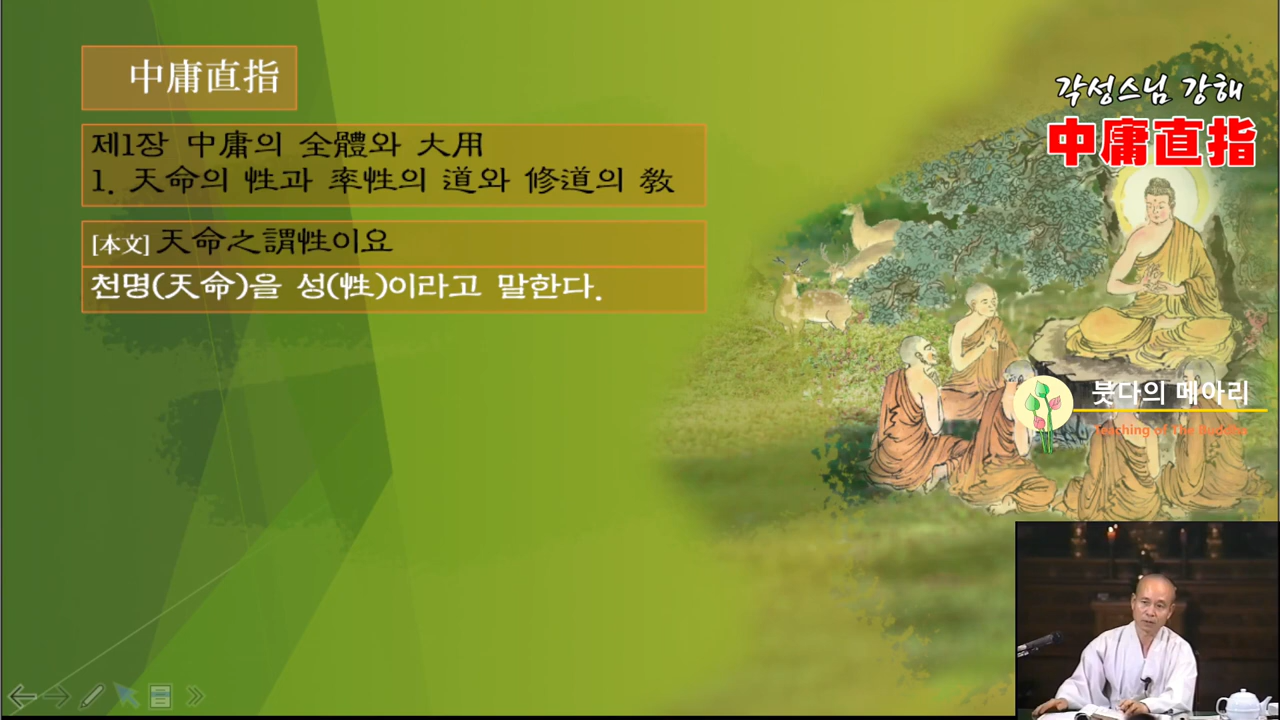 中庸直指
제1장 中庸의 全體와 大用
1. 天命의 性과 率性의 道와 修道의 敎
[本文] 天命之謂性이요
천명(天命)을 성(性)이라고 말한다.
각성스님 강해
中庸直指
붓다의 메아리
Teaching of The Buddha